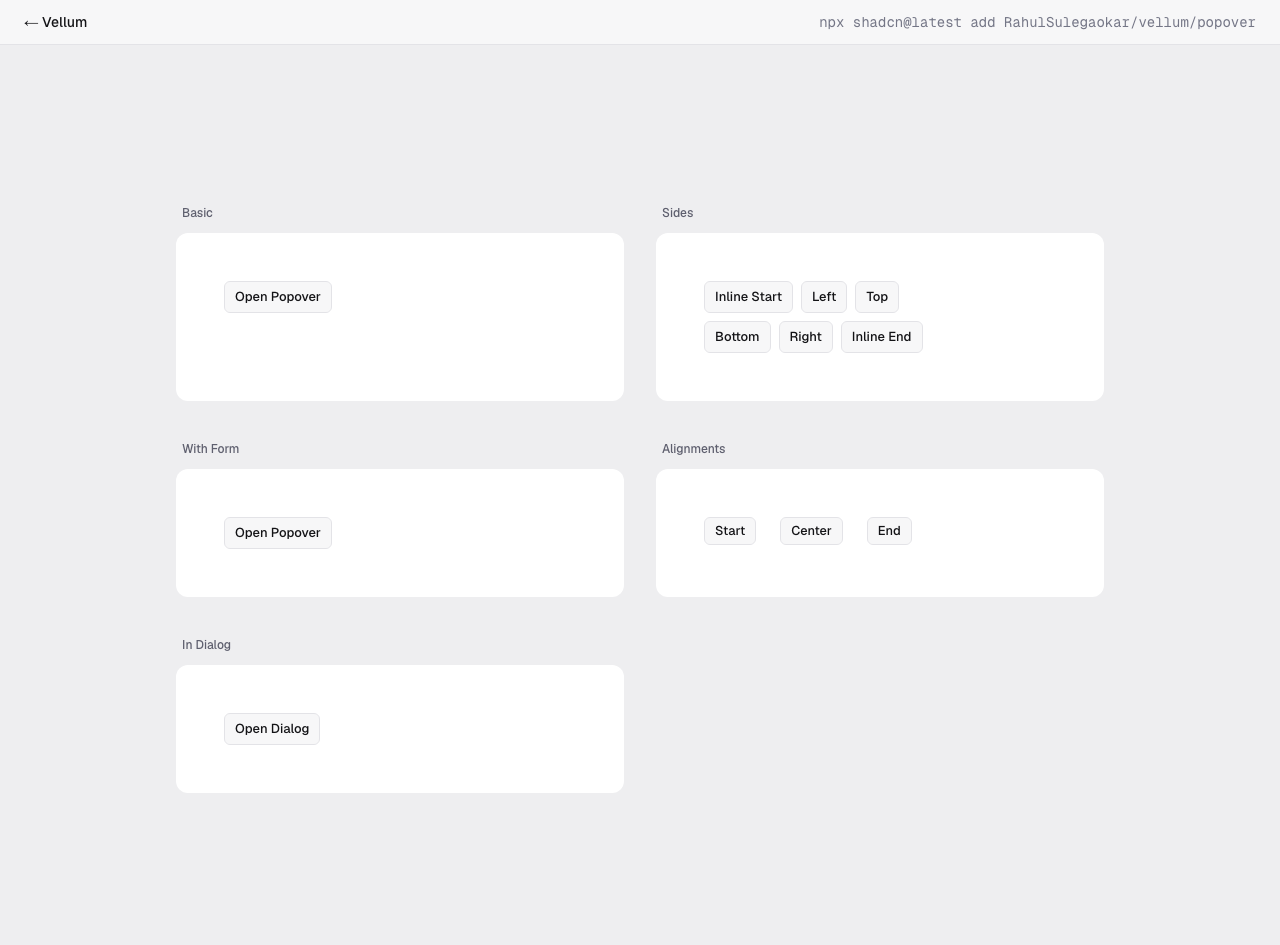 ← Vellum
npx shadcn@latest add RahulSulegaokar/vellum/popover
Basic
Open Popover
Sides
Inline Start Left Top
Bottom Right Inline End
With Form
Open Popover
Alignments
Start Center End
In Dialog
Open Dialog